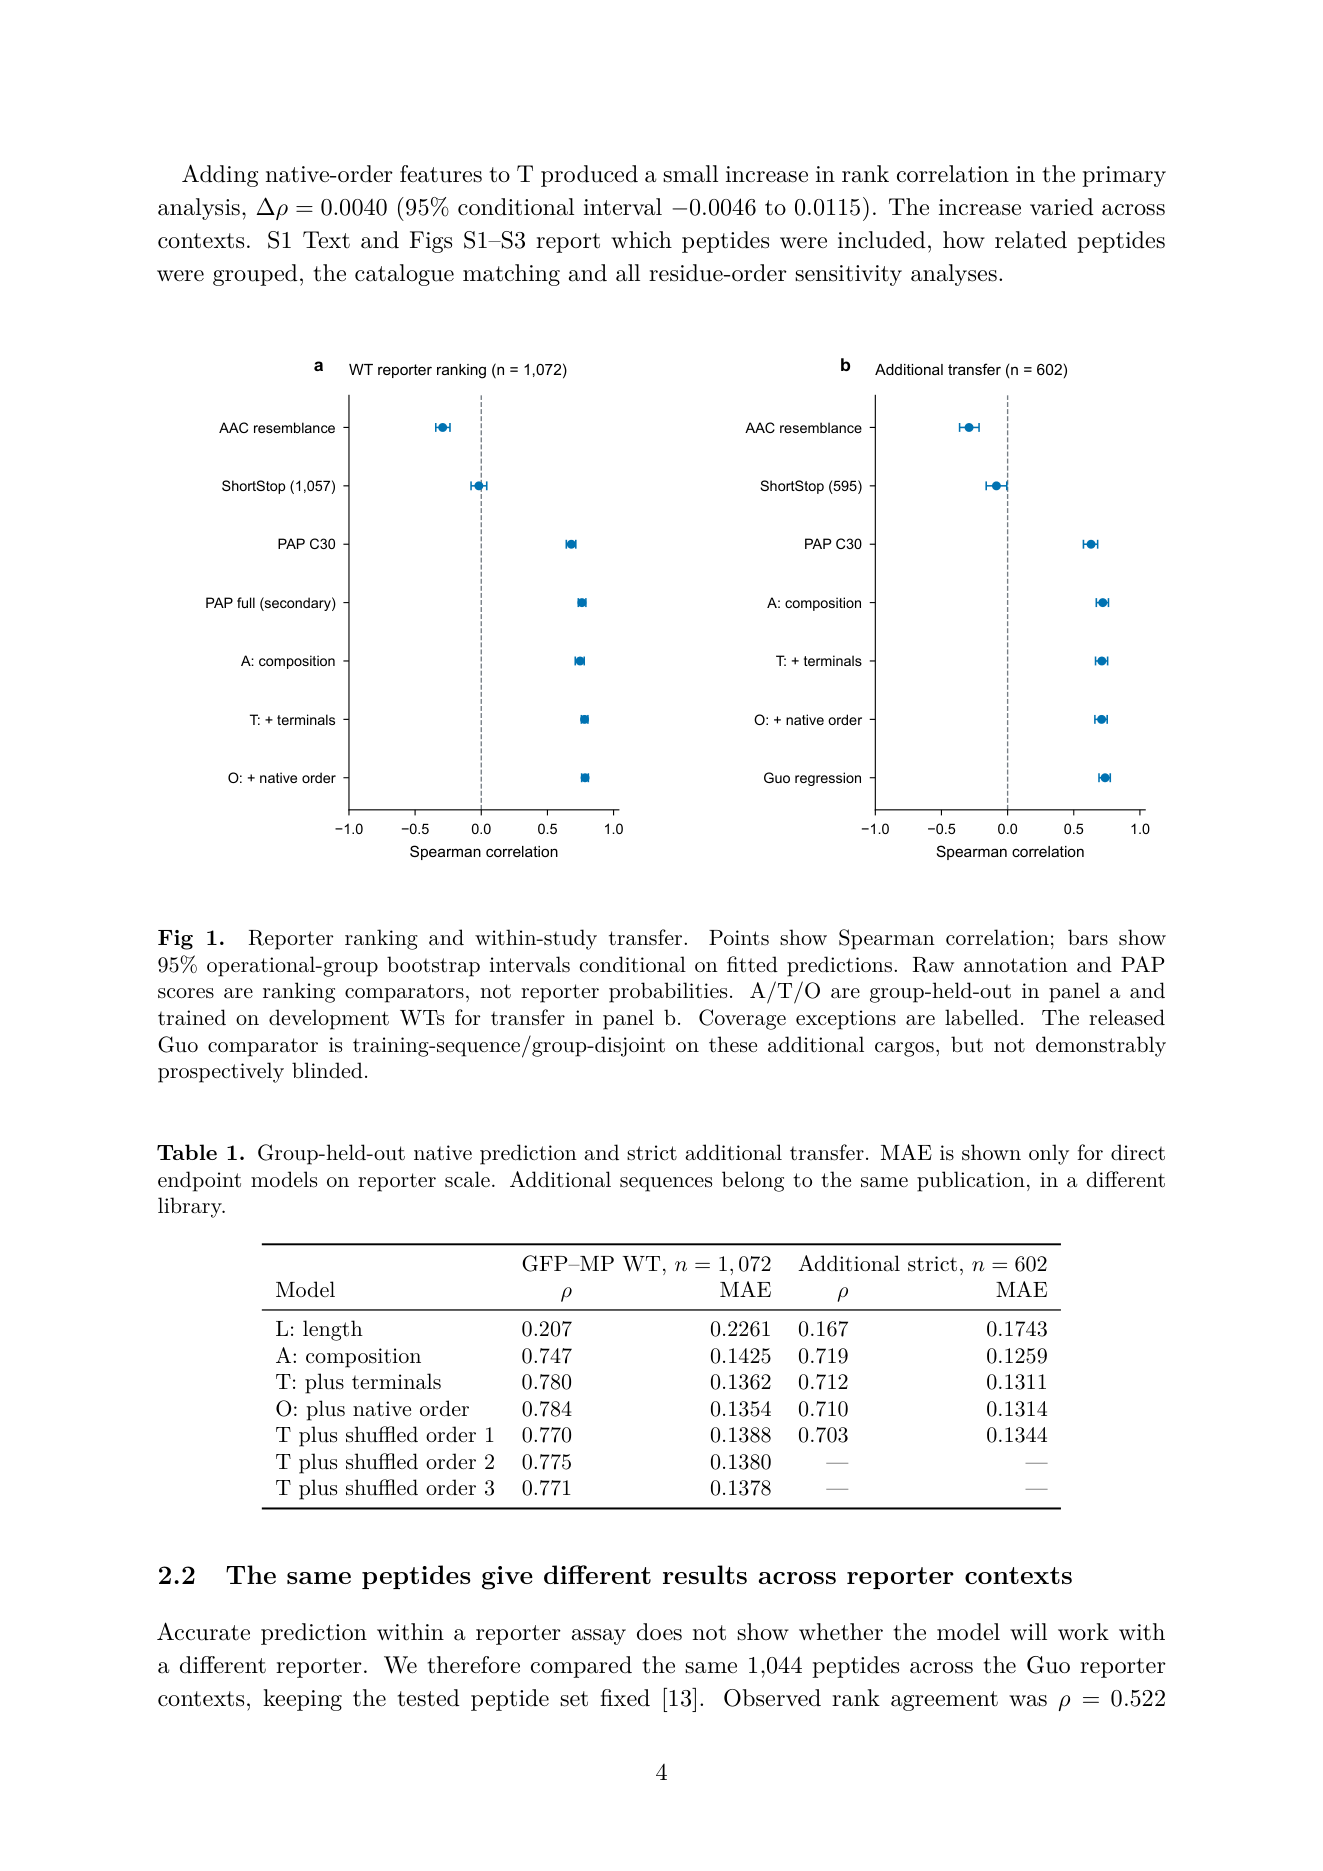 Adding native-order features to T produced a small increase in rank correlation in the primary
analysis, Δρ = 0.0040 (95% conditional interval −0.0046 to 0.0115). The increase varied across
contexts. S1 Text and Figs S1–S3 report which peptides were included, how related peptides
were grouped, the catalogue matching and all residue-order sensitivity analyses.
a WT reporter ranking (n = 1,072)
AAC resemblance
ShortStop (1,057)
PAP C30
PAP full (secondary)
A: composition
T: + terminals
O: + native order
−1.0 −0.5 0.0 0.5 1.0
Spearman correlation
b Additional transfer (n = 602)
AAC resemblance
ShortStop (595)
PAP C30
A: composition
T: + terminals
O: + native order
Guo regression
−1.0 −0.5 0.0 0.5 1.0
Spearman correlation
Fig 1. Reporter ranking and within-study transfer. Points show Spearman correlation; bars show
95% operational-group bootstrap intervals conditional on fitted predictions. Raw annotation and PAP
scores are ranking comparators, not reporter probabilities. A/T/O are group-held-out in panel a and
trained on development WTs for transfer in panel b. Coverage exceptions are labelled. The released
Guo comparator is training-sequence/group-disjoint on these additional cargos, but not demonstrably
prospectively blinded.
Table 1. Group-held-out native prediction and strict additional transfer. MAE is shown only for direct
endpoint models on reporter scale. Additional sequences belong to the same publication, in a different
library.
GFP–MP WT, n = 1, 072 Additional strict, n = 602
Model ρ MAE ρ MAE
L: length 0.207 0.2261 0.167 0.1743
A: composition 0.747 0.1425 0.719 0.1259
T: plus terminals 0.780 0.1362 0.712 0.1311
O: plus native order 0.784 0.1354 0.710 0.1314
T plus shuffled order 1 0.770 0.1388 0.703 0.1344
T plus shuffled order 2 0.775 0.1380 — —
T plus shuffled order 3 0.771 0.1378 — —
2.2 The same peptides give different results across reporter contexts
Accurate prediction within a reporter assay does not show whether the model will work with
a different reporter. We therefore compared the same 1,044 peptides across the Guo reporter
contexts, keeping the tested peptide set fixed [13]. Observed rank agreement was ρ = 0.522
4